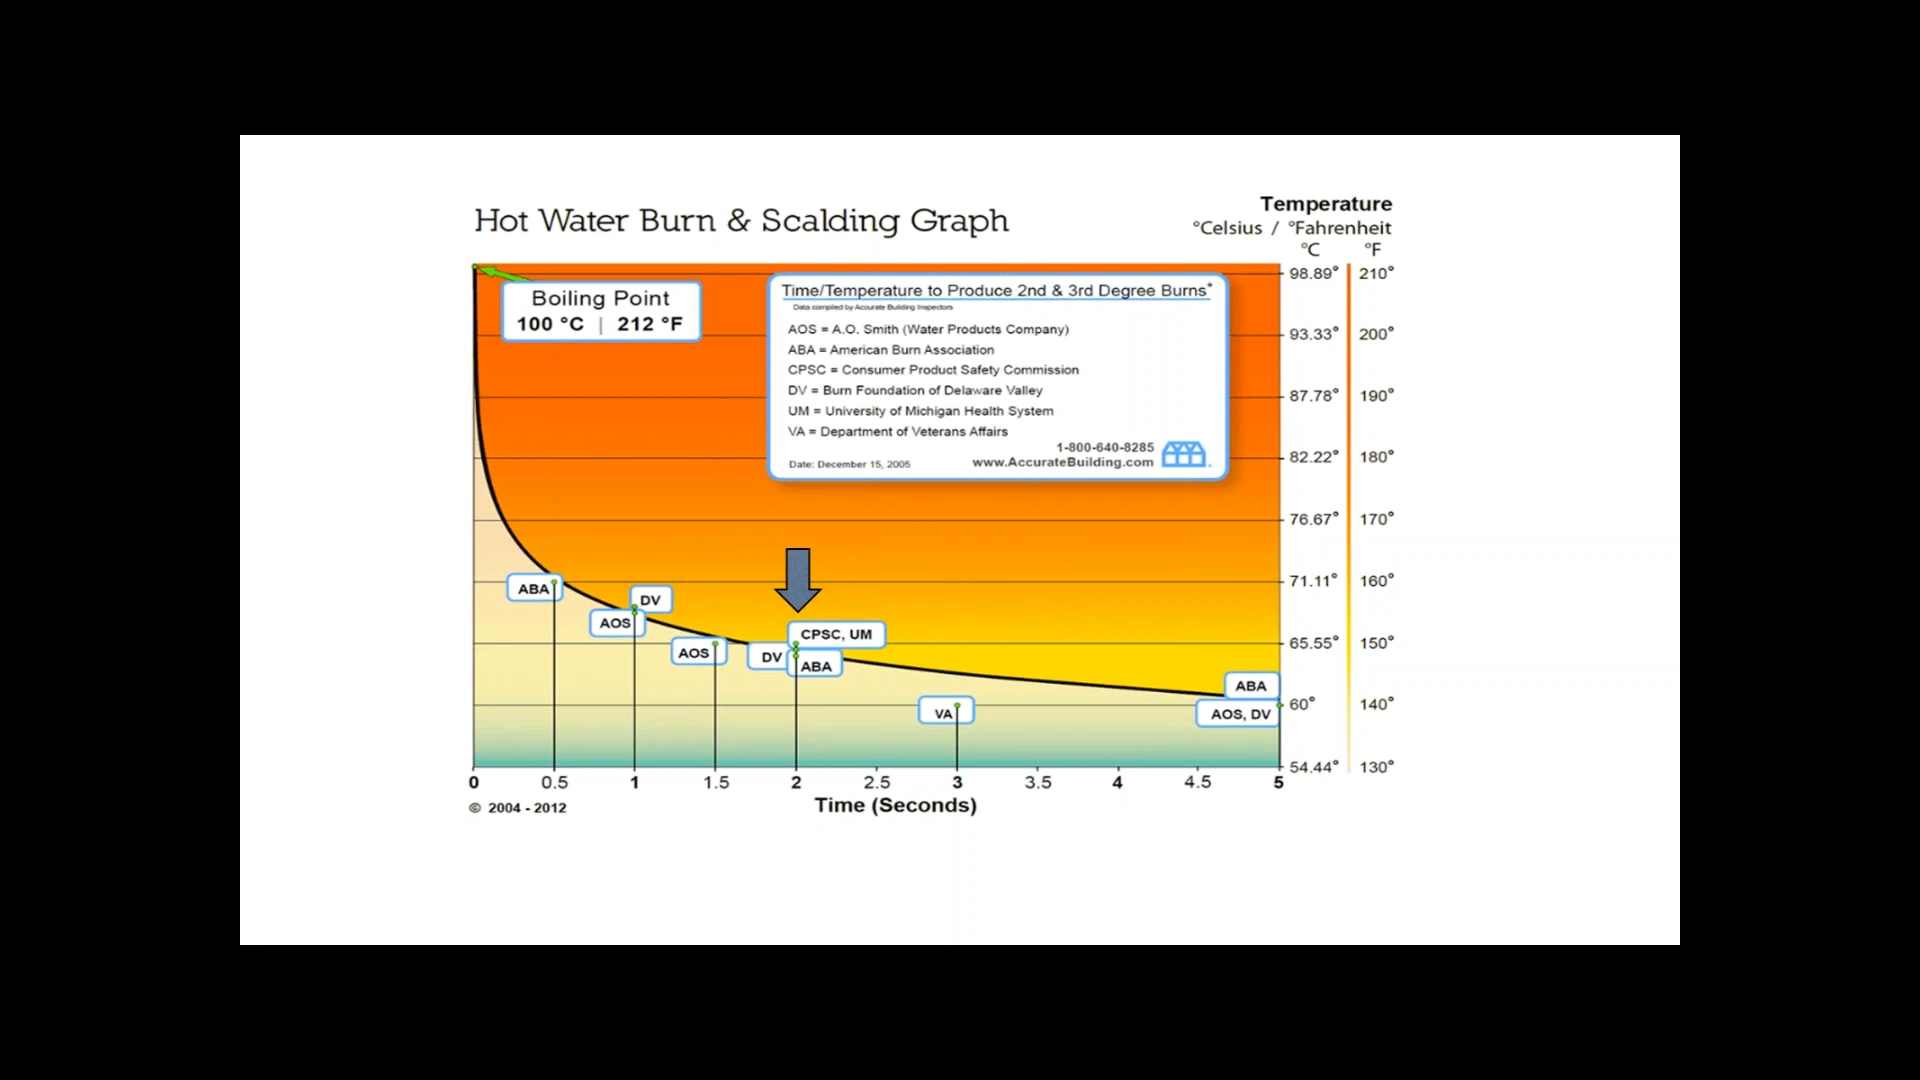 Hot Water Burn & Scalding Graph
Temperature
°Celsius / °Fahrenheit
°C °F
Boiling Point
100 °C | 212 °F
Time/Temperature to Produce 2nd & 3rd Degree Burns*
Data compiled by Accurate Building Inspectors
AOS = A.O. Smith (Water Products Company)
ABA = American Burn Association
CPSC = Consumer Product Safety Commission
DV = Burn Foundation of Delaware Valley
UM = University of Michigan Health System
VA = Department of Veterans Affairs
1-800-640-8285
Date: December 15, 2005 www.AccurateBuilding.com
98.89° 210°
93.33° 200°
87.78° 190°
82.22° 180°
76.67° 170°
71.11° 160°
65.55° 150°
60° 140°
54.44° 130°
ABA
DV
AOS
AOS
CPSC, UM
DV
ABA
VA
ABA
AOS, DV
0 0.5 1 1.5 2 2.5 3 3.5 4 4.5 5
© 2004 - 2012
Time (Seconds)